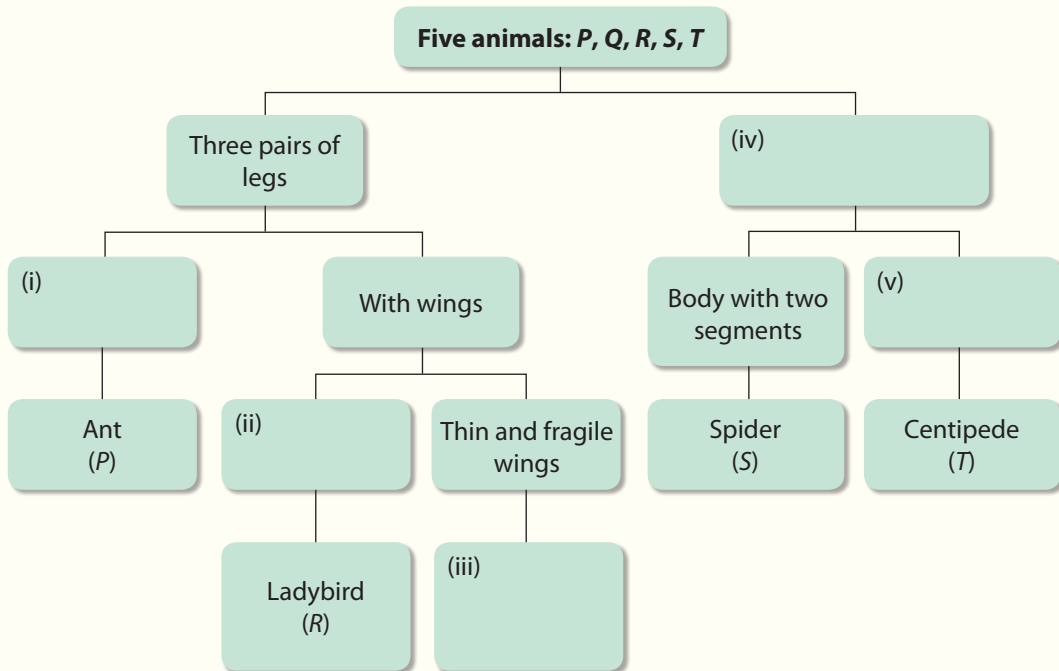 Five animals: P, Q, R, S, T
Three pairs of
legs
(iv)
(i)
With wings
Body with two
segments
(v)
Ant
(P)
(ii)
Thin and fragile
wings
Spider
(S)
Centipede
(T)
Ladybird
(R)
(iii)